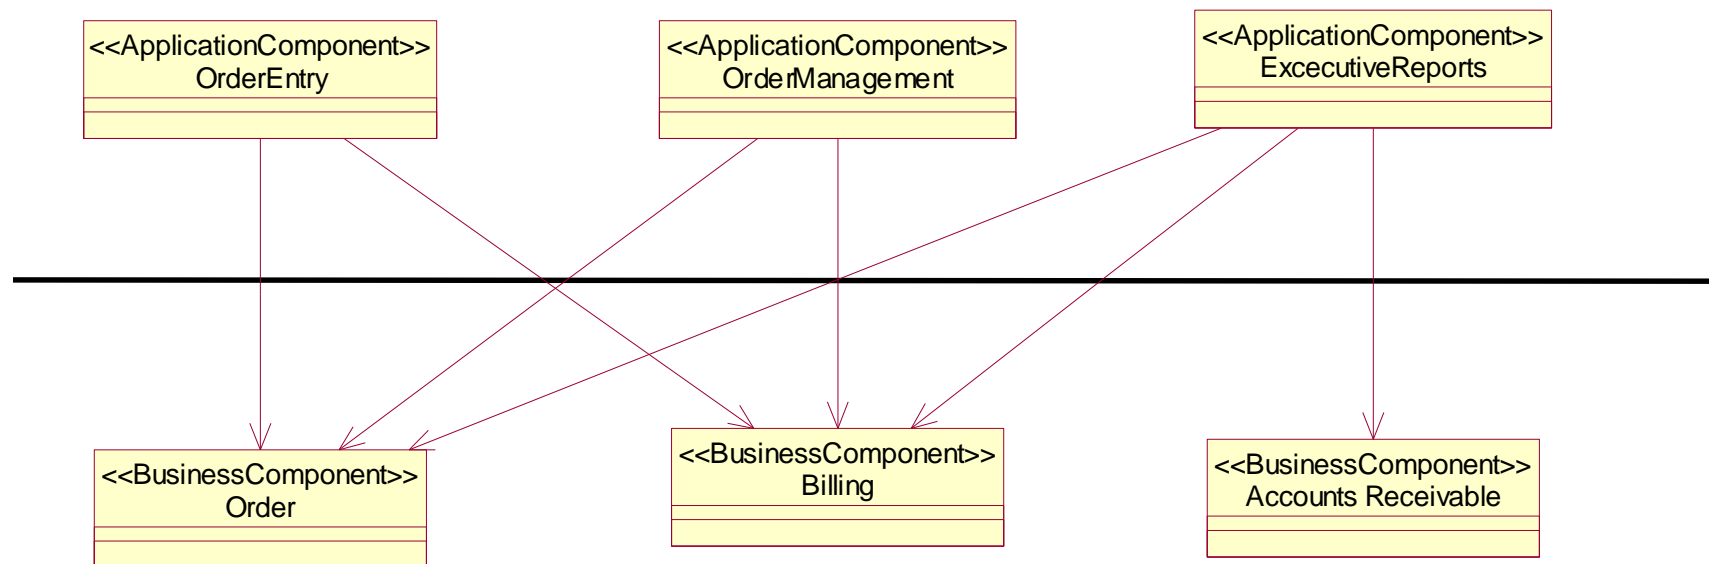 <<ApplicationComponent>>
OrderEntry
<<ApplicationComponent>>
OrderManagement
<<ApplicationComponent>>
ExcecutiveReports
<<BusinessComponent>>
Order
<<BusinessComponent>>
Billing
<<BusinessComponent>>
Accounts Receivable